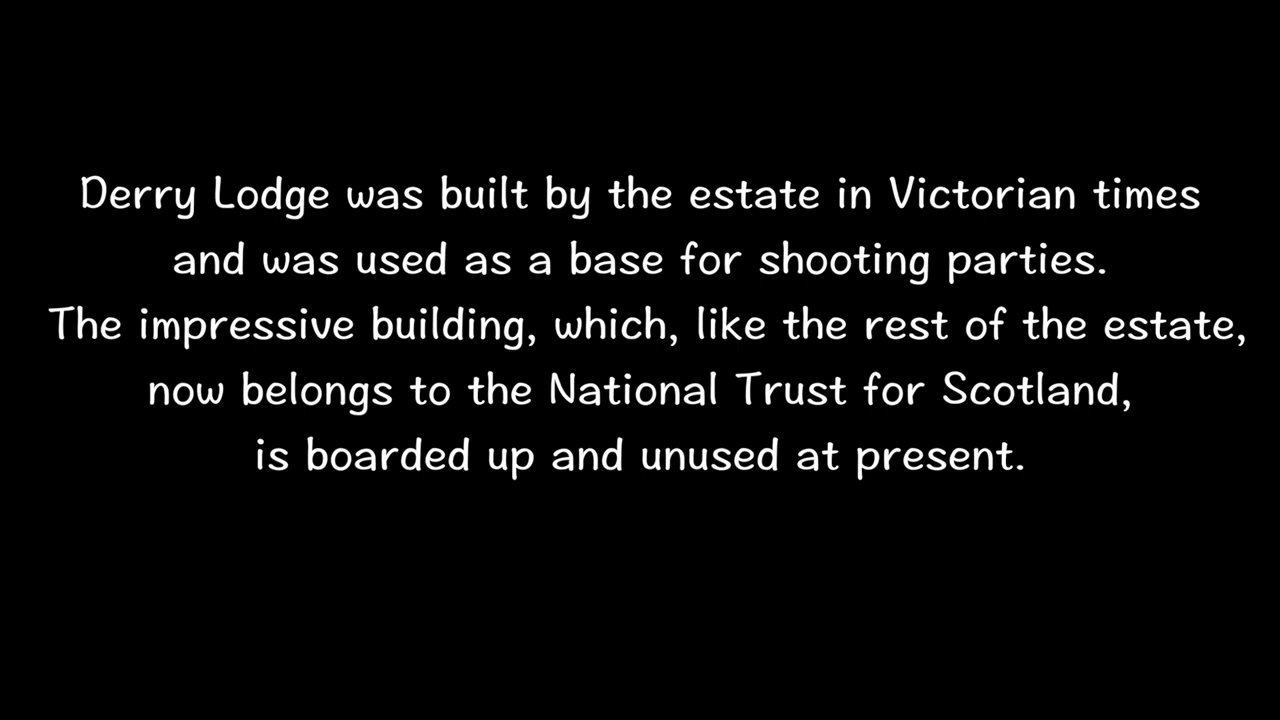 Derry Lodge was built by the estate in Victorian times
and was used as a base for shooting parties.
The impressive building, which, like the rest of the estate,
now belongs to the National Trust for Scotland,
is boarded up and unused at present.